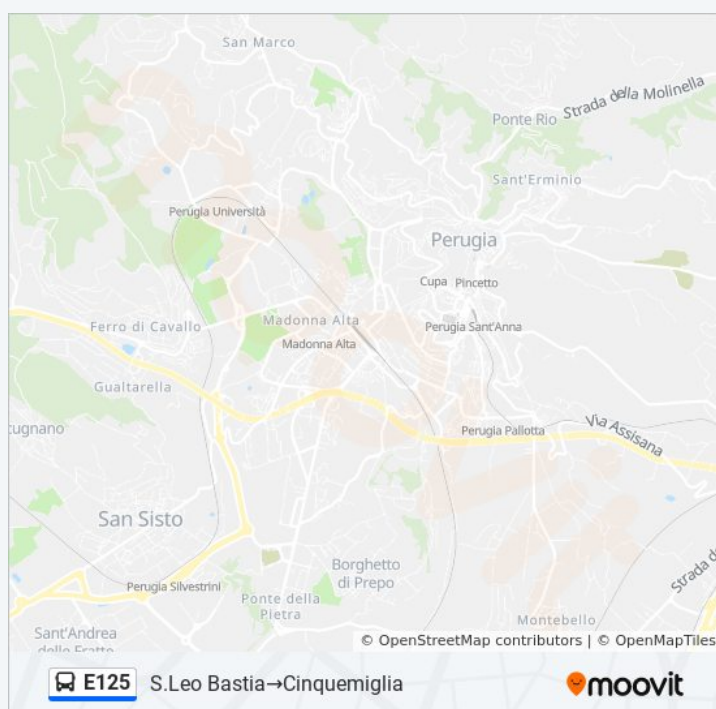 San Marco
Strada della Molinella
Ponte Rio
Sant'Erminio
Perugia Università
Perugia
Cupa
Pincetto
Ferro di Cavallo
Madonna Alta
Perugia Sant'Anna
Madonna Alta
Gualtarella
Via Assisana
tugnano
Perugia Pallotta
San Sisto
Borghetto
di Prepo
Perugia Silvestrini
Strada d
Ponte della
Pietra
Montebello
Sant'Andrea
delle Fratte
© OpenStreetMap contributors | © OpenMapTiles
E125 S.Leo Bastia→Cinquemiglia
moovit